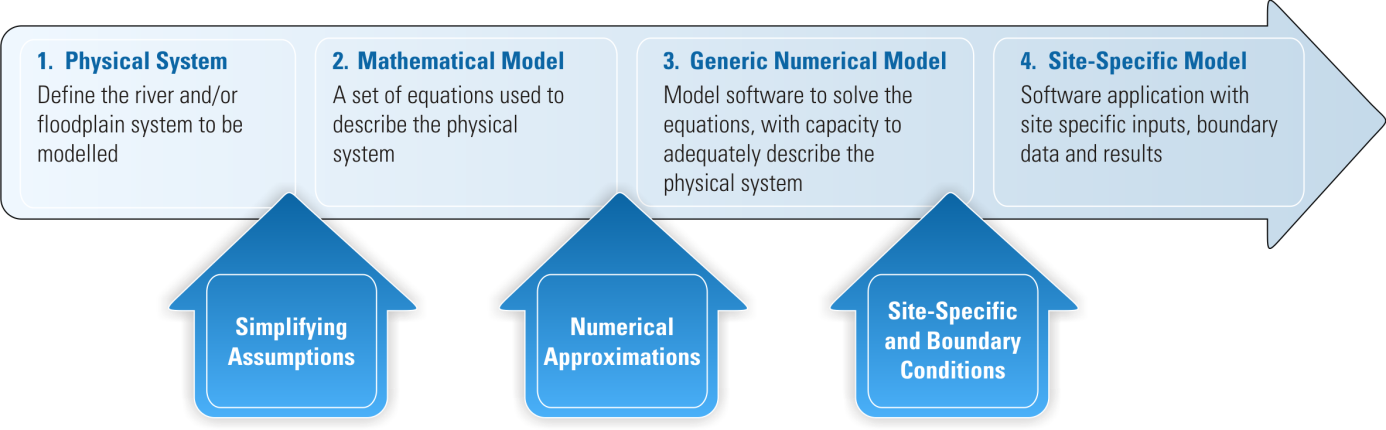 1. Physical System
Define the river and/or
floodplain system to be
modelled
2. Mathematical Model
A set of equations used to
describe the physical
system
3. Generic Numerical Model
Model software to solve the
equations, with capacity to
adequately describe the
physical system
4. Site-Specific Model
Software application with
site specific inputs, boundary
data and results
Simplifying
Assumptions
Numerical
Approximations
Site-Specific
and Boundary
Conditions